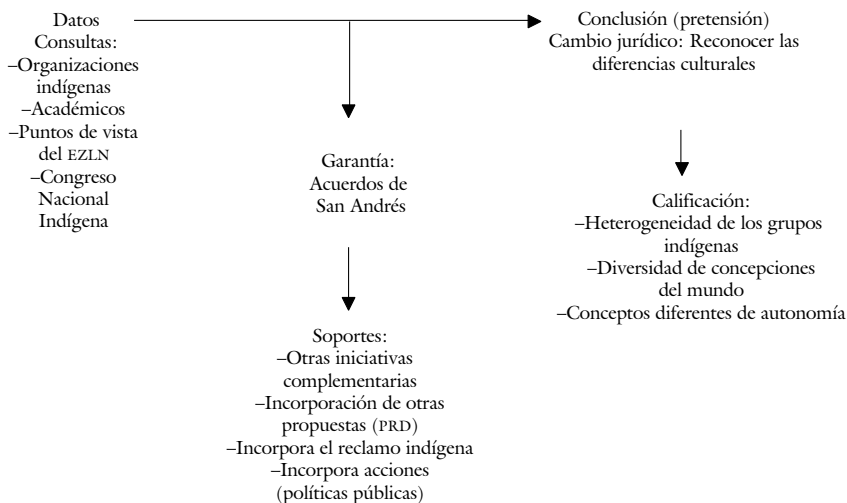 Datos
Consultas:
–Organizaciones
indígenas
–Académicos
–Puntos de vista
del EZLN
–Congreso
Nacional
Indígena
Garantía:
Acuerdos de
San Andrés
Soportes:
–Otras iniciativas
complementarias
–Incorporación de otras
propuestas (PRD)
–Incorpora el reclamo indígena
–Incorpora acciones
(políticas públicas)
Conclusión (pretensión)
Cambio jurídico: Reconocer las
diferencias culturales
Calificación:
–Heterogeneidad de los grupos
indígenas
–Diversidad de concepciones
del mundo
–Conceptos diferentes de autonomía